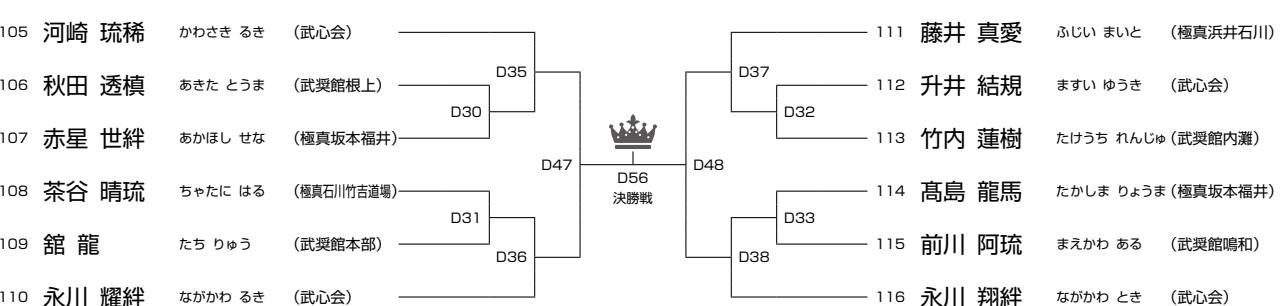 105 河﨑 琉稀 かわさき るき (武心会)
106 秋田 透槙 あきた とうま (武奨館根上)
107 赤星 世絆 あかほし せな (極真坂本福井)
108 茶谷 晴琉 ちゃたに はる (極真石川竹吉道場)
109 舘 龍 たち りゅう (武奨館本部)
110 永川 耀絆 ながかわ るき (武心会)
D35
D30
D47
D31
D36
D56
決勝戦
D37
D32
D48
D33
D38
111 藤井 真愛 ふじい まいと (極真浜井石川)
112 升井 結規 ますい ゆうき (武心会)
113 竹内 蓮樹 たけうち れんじゅ (武奨館内灘)
114 髙島 龍馬 たかしま りょうま (極真坂本福井)
115 前川 阿琉 まえかわ ある (武奨館鳴和)
116 永川 翔絆 ながかわ とき (武心会)